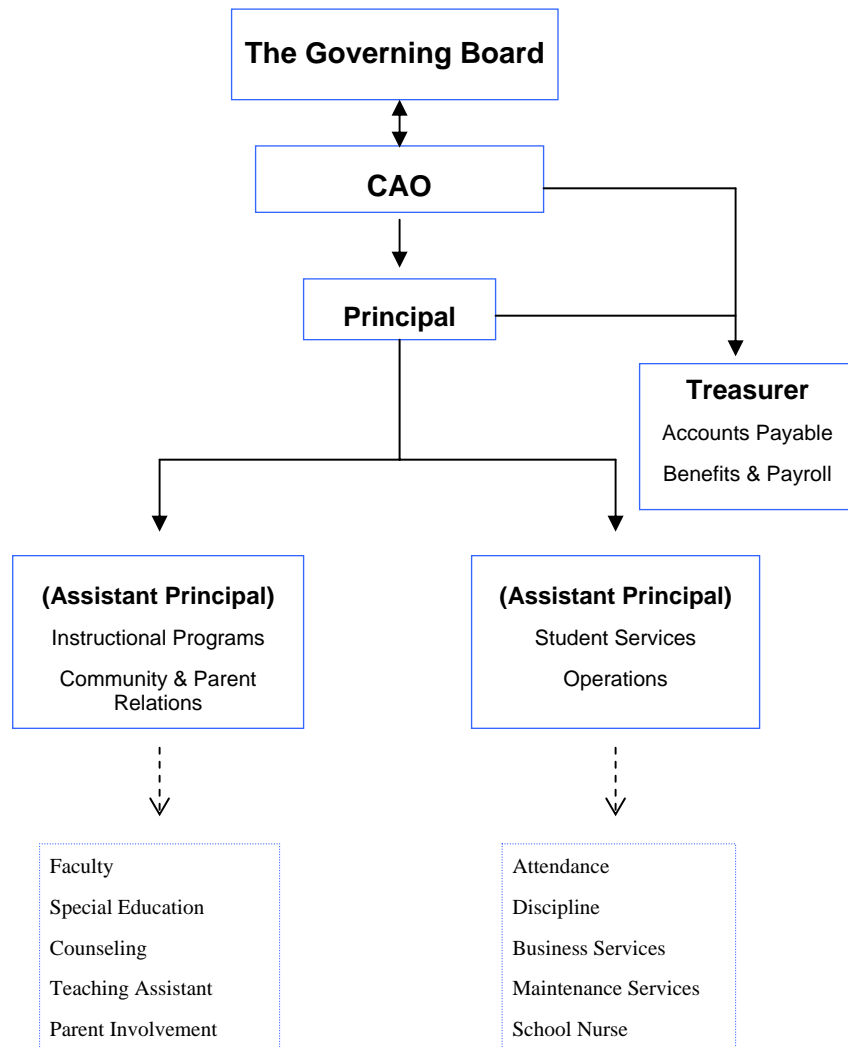 The Governing Board
CAO
Principal
Treasurer
Accounts Payable
Benefits & Payroll
(Assistant Principal)
Instructional Programs
Community & Parent
Relations
(Assistant Principal)
Student Services
Operations
Faculty
Special Education
Counseling
Teaching Assistant
Parent Involvement
Attendance
Discipline
Business Services
Maintenance Services
School Nurse